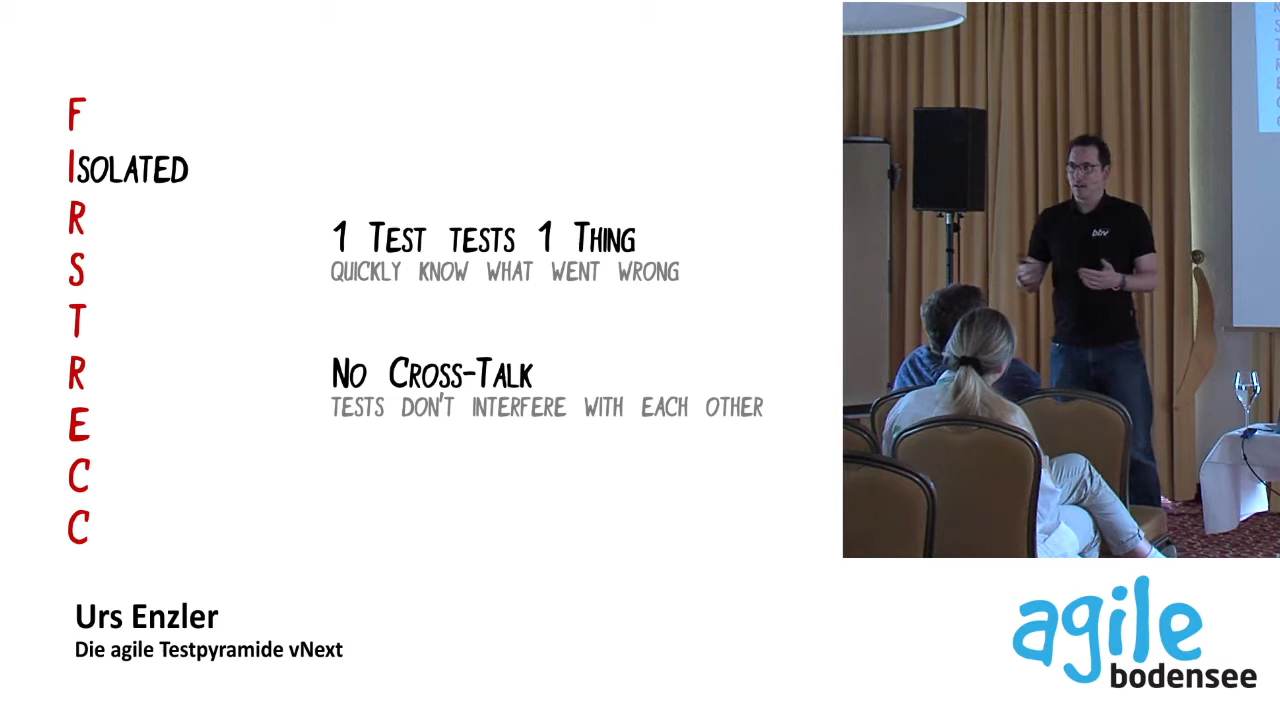 F
ISOLATED
R
S
T
R
E
C
C
1 TEST TESTS 1 THING
QUICKLY KNOW WHAT WENT WRONG
NO CROSS-TALK
TESTS DON'T INTERFERE WITH EACH OTHER
bbv
Urs Enzler
Die agile Testpyramide vNext
agile
bodensee